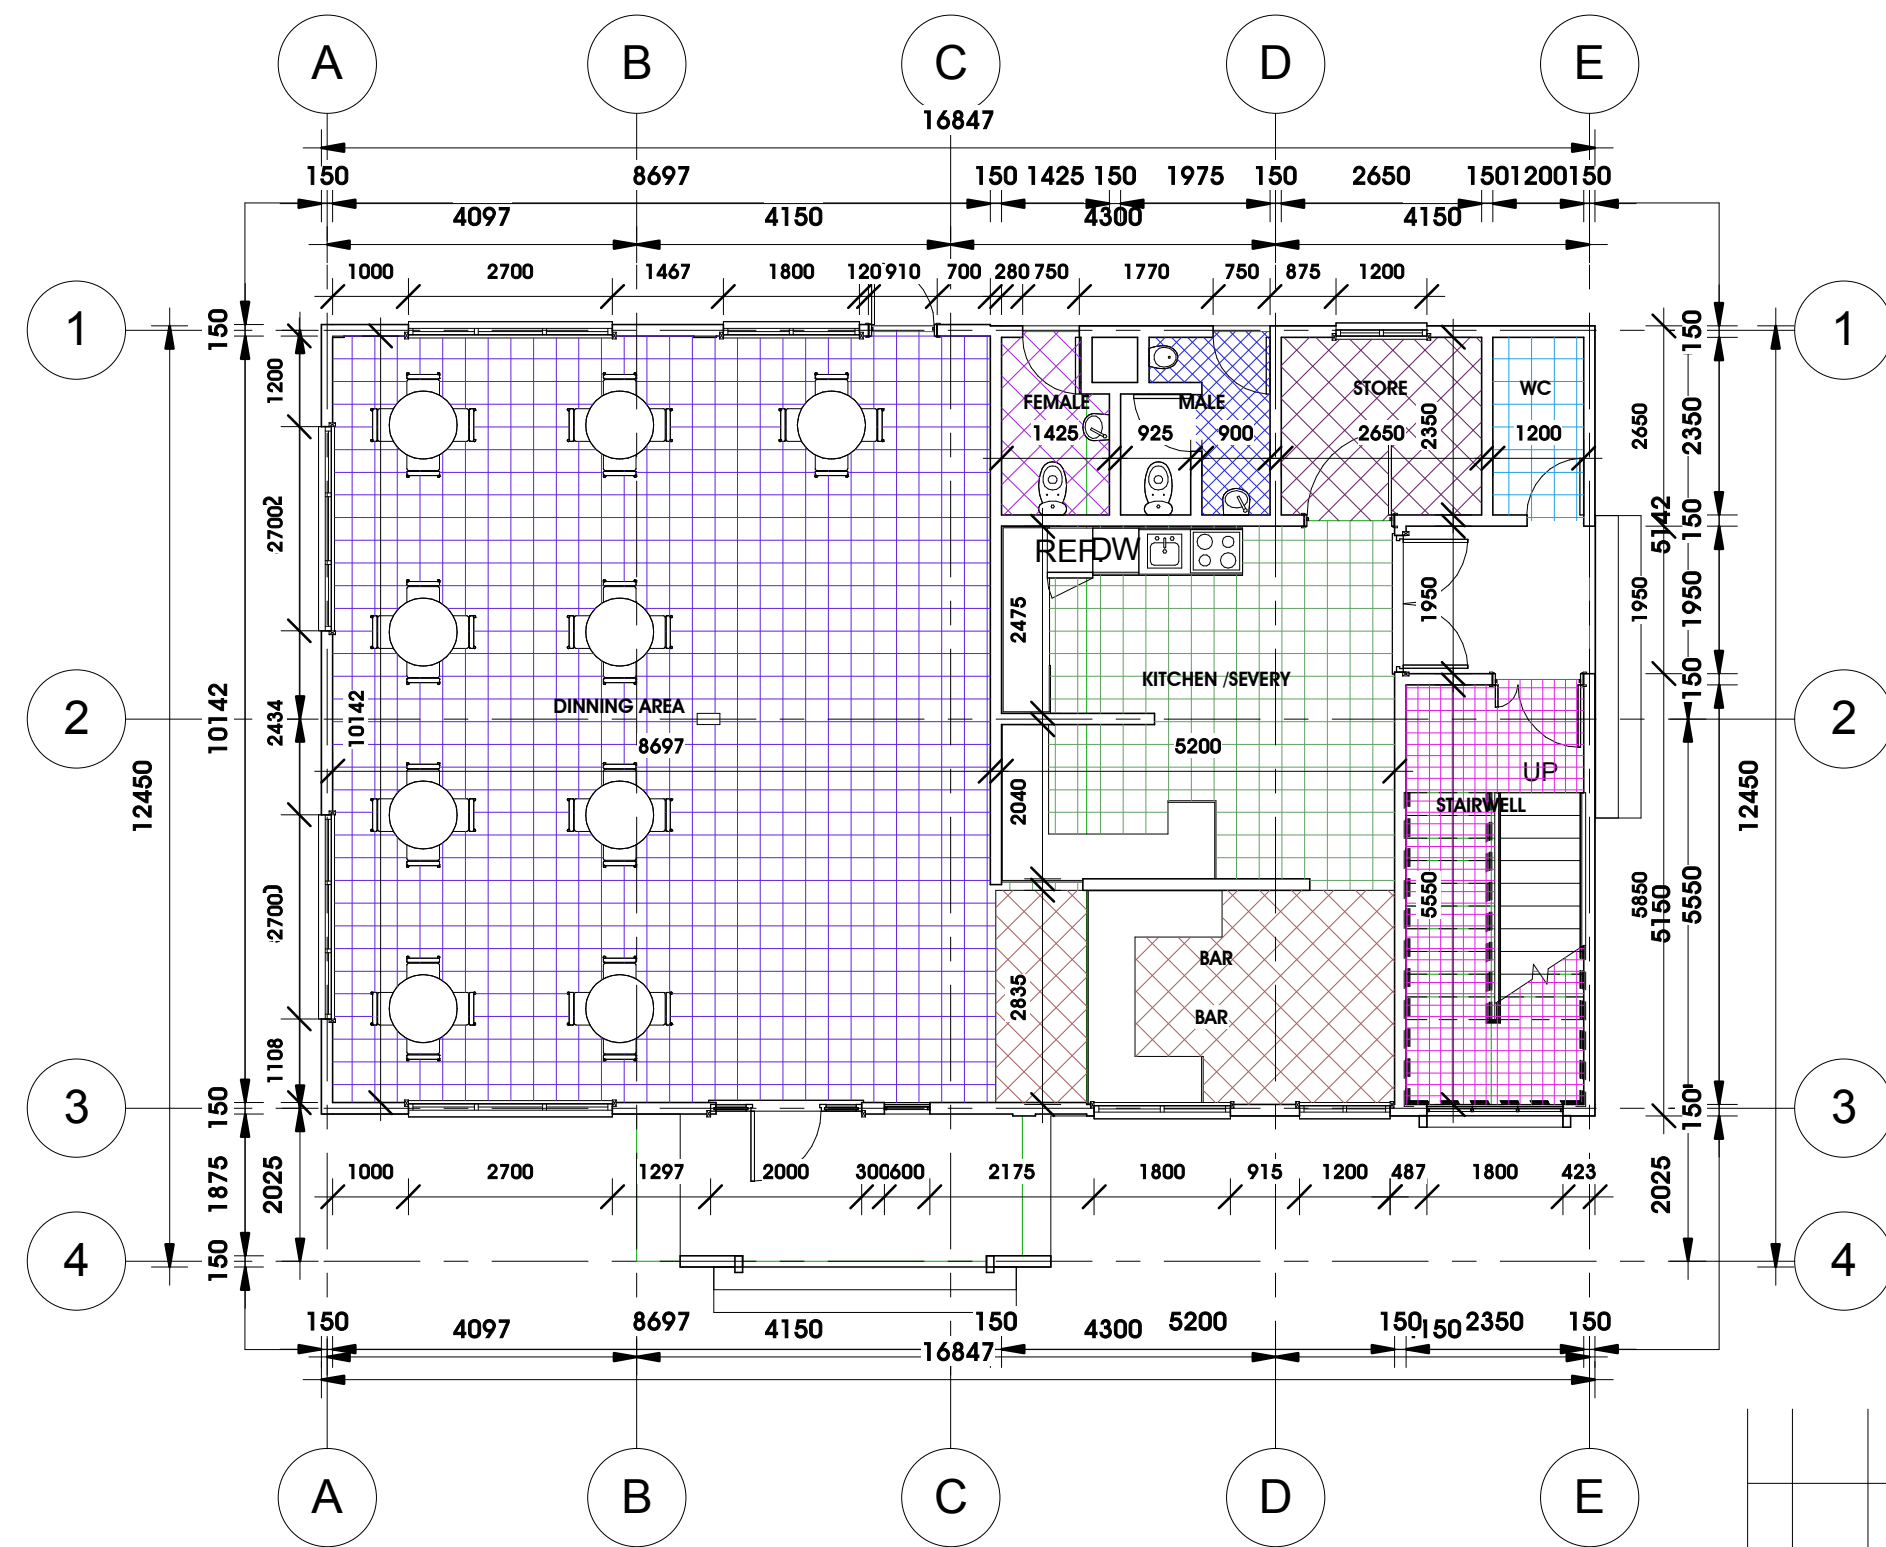 A B C D E
16847
150 8697 150 1425 150 1975 150 2650 150 1200 150
4097 4150 4300 4150
1000 2700 1467 1800 120 910 700 280 750 1770 750 875 1200
1 1
150 150
1200
FEMALE MALE STORE WC
1425 925 900 2650 2350 1200 2650 2350
2700
150 5142 150
REF. DW
2475 1950 1950 1950
KITCHEN /SEVERY
150
DINNING AREA
2 10142 2434 10142 2
8697 5200
UP
12450 2040 STAIRWELL 12450
2700
5550 5850 5150 5550
BAR
2835
BAR
1108
3 150 150 3
1000 2700 1297 2000 300 600 2175 1800 915 1200 487 1800 423
1875 2025 2025
4 150 4
150 8697 150 5200 150 2350 150
4097 4150 4300
16847
A B C D E